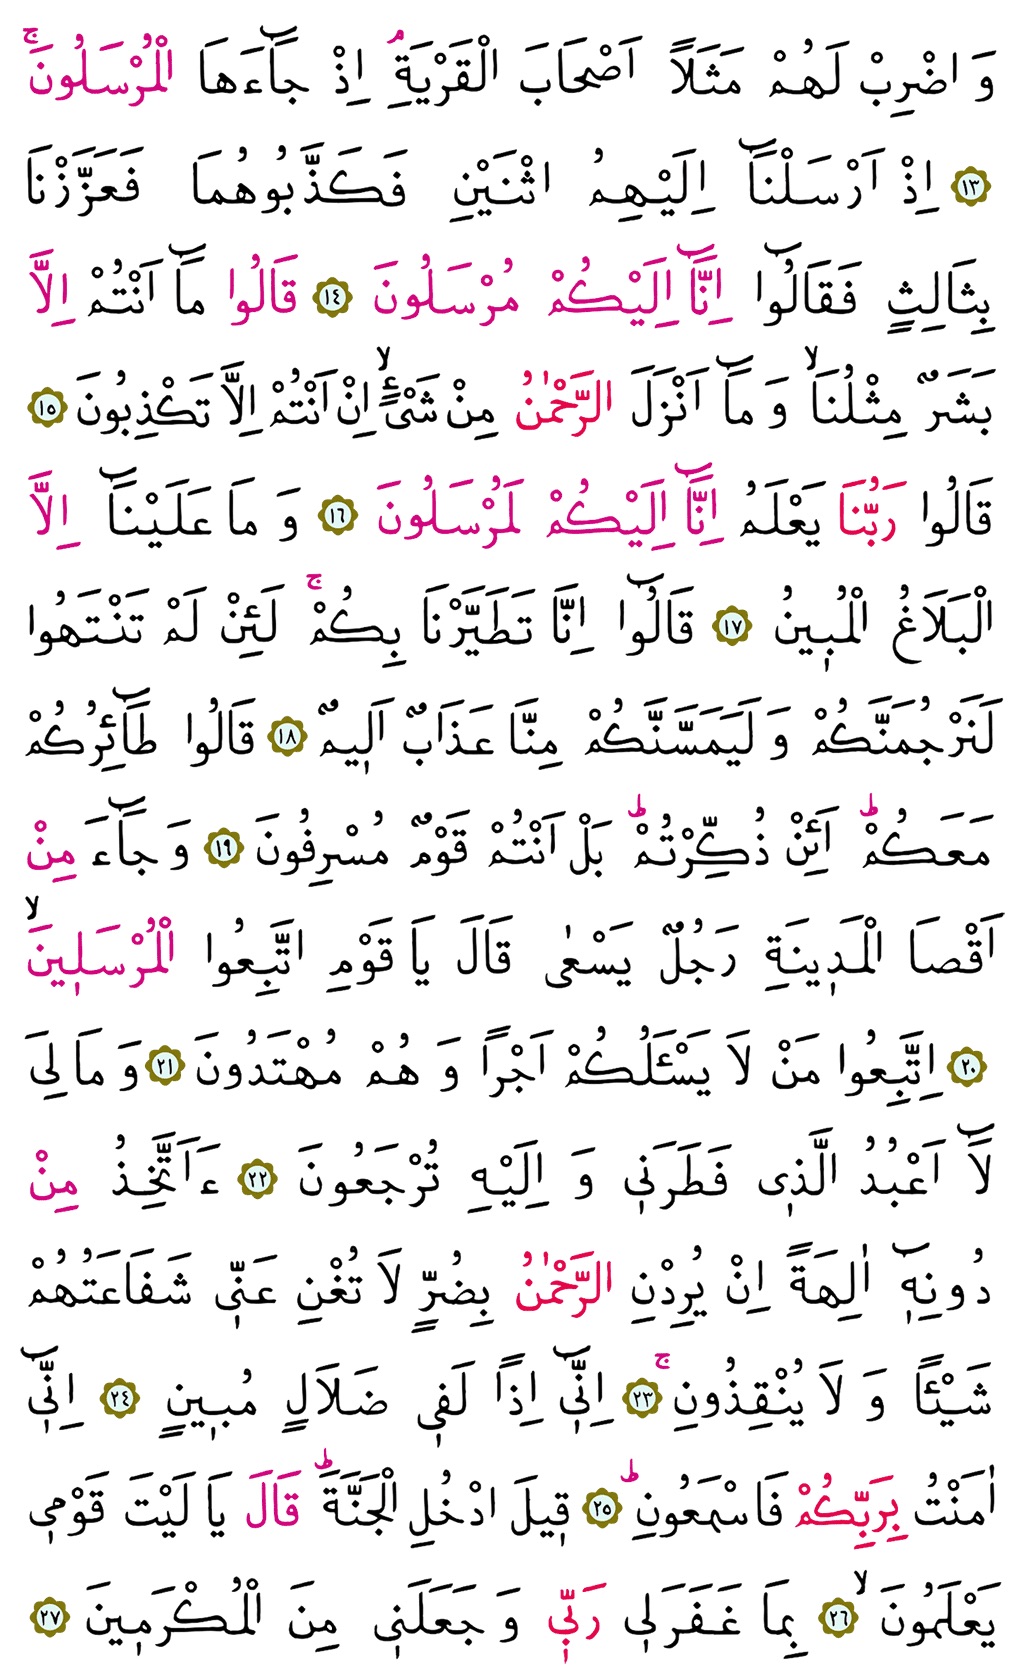 وَ اضْرِبْ لَهُمْ مَثَلًا اَصْحَابَ الْقَرْيَةِۢ اِذْ جَٓاءَهَا الْمُرْسَلُونَۚ
﴿١٣﴾ اِذْ اَرْسَلْنَٓا اِلَيْهِمُ اثْنَيْنِ فَكَذَّبُوهُمَا فَعَزَّزْنَا
بِثَالِثٍ فَقَالُٓوا اِنَّٓا اِلَيْكُمْ مُرْسَلُونَ ﴿١٤﴾ قَالُوا مَٓا اَنْتُمْ اِلَّا
بَشَرٌ مِثْلُنَاۙ وَ مَٓا اَنْزَلَ الرَّحْمٰنُ مِنْ شَيْءٍۙ اِنْ اَنْتُمْ اِلَّا تَكْذِبُونَ ﴿١٥﴾
قَالُوا رَبُّنَا يَعْلَمُ اِنَّٓا اِلَيْكُمْ لَمُرْسَلُونَ ﴿١٦﴾ وَ مَا عَلَيْنَٓا اِلَّا
الْبَلَاغُ الْمُبٖينُ ﴿١٧﴾ قَالُٓوا اِنَّا تَطَيَّرْنَا بِكُمْۚ لَئِنْ لَمْ تَنْتَهُوا
لَنَرْجُمَنَّكُمْ وَ لَيَمَسَّنَّكُمْ مِنَّا عَذَابٌ اَلٖيمٌ ﴿١٨﴾ قَالُوا طَٓائِرُكُمْ
مَعَكُمْؕ اَئِنْ ذُكِّرْتُمْؕ بَلْ اَنْتُمْ قَوْمٌ مُسْرِفُونَ ﴿١٩﴾ وَ جَٓاءَ مِنْ
اَقْصَا الْمَدٖينَةِ رَجُلٌ يَسْعٰى قَالَ يَا قَوْمِ اتَّبِعُوا الْمُرْسَلٖينَۙ
﴿٢٠﴾ اِتَّبِعُوا مَنْ لَا يَسْـَٔلُكُمْ اَجْرًا وَ هُمْ مُهْتَدُونَ ﴿٢١﴾ وَ مَا لِىَ
لَٓا اَعْبُدُ الَّذٖى فَطَرَنٖى وَ اِلَيْهِ تُرْجَعُونَ ﴿٢٢﴾ ءَاَتَّخِذُ مِنْ
دُونِهٖٓ اٰلِهَةً اِنْ يُرِدْنِ الرَّحْمٰنُ بِضُرٍّ لَا تُغْنِ عَنّٖى شَفَاعَتُهُمْ
شَيْئًا وَ لَا يُنْقِذُونِۚ ﴿٢٣﴾ اِنّٖٓى اِذًا لَفٖى ضَلَالٍ مُبٖينٍ ﴿٢٤﴾ اِنّٖٓى
اٰمَنْتُ بِرَبِّكُمْ فَاسْمَعُونِؕ ﴿٢٥﴾ قٖيلَ ادْخُلِ الْجَنَّةَؕ قَالَ يَا لَيْتَ قَوْمٖى
يَعْلَمُونَۙ ﴿٢٦﴾ بِمَا غَفَرَلٖى رَبّٖى وَ جَعَلَنٖى مِنَ الْمُكْرَمٖينَ ﴿٢٧﴾